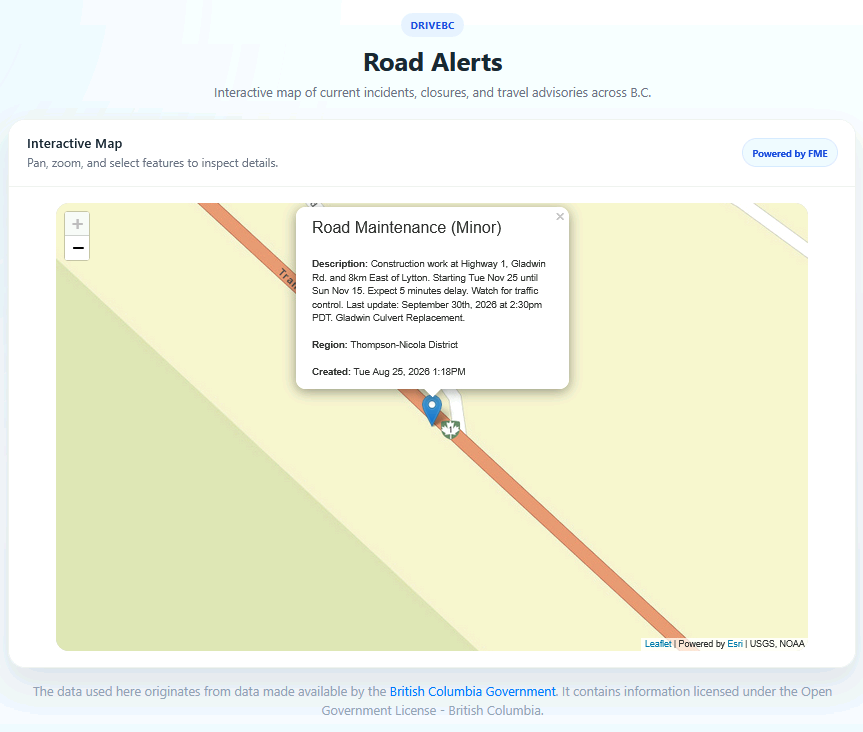 DRIVEBC
Road Alerts
Interactive map of current incidents, closures, and travel advisories across B.C.
Interactive Map
Pan, zoom, and select features to inspect details.
Powered by FME
+
−
Road Maintenance (Minor)
×
Description: Construction work at Highway 1, Gladwin
Rd. and 8km East of Lytton. Starting Tue Nov 25 until
Sun Nov 15. Expect 5 minutes delay. Watch for traffic
control. Last update: September 30th, 2026 at 2:30pm
PDT. Gladwin Culvert Replacement.
Region: Thompson-Nicola District
Created: Tue Aug 25, 2026 1:18PM
1
Leaflet | Powered by Esri | USGS, NOAA
The data used here originates from data made available by the British Columbia Government. It contains information licensed under the Open
Government License - British Columbia.